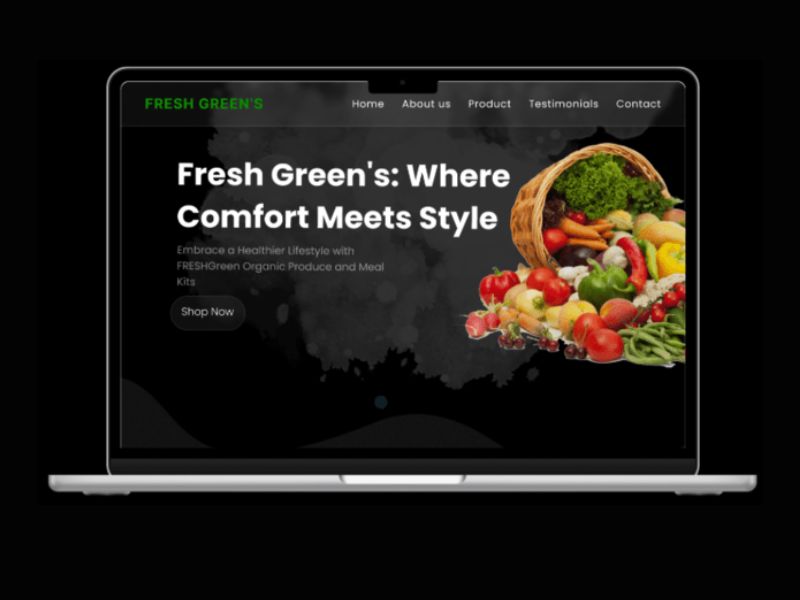 FRESH GREEN'S
Home About us Product Testimonials Contact
Fresh Green's: Where
Comfort Meets Style
Embrace a Healthier Lifestyle with
FRESHGreen Organic Produce and Meal
Kits
Shop Now